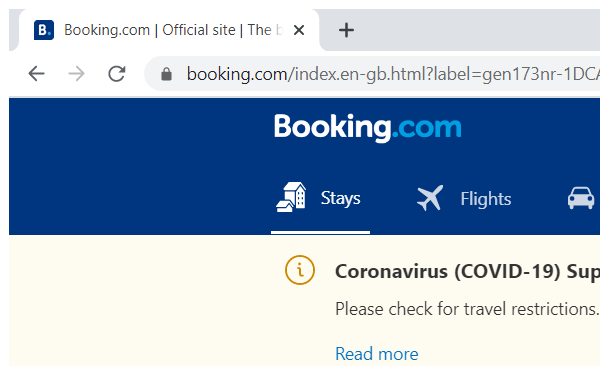 Booking.com | Official site | The b
booking.com/index.en-gb.html?label=gen173nr-1DCA
Booking.com
Stays
Flights
Coronavirus (COVID-19) Sup
Please check for travel restrictions.
Read more